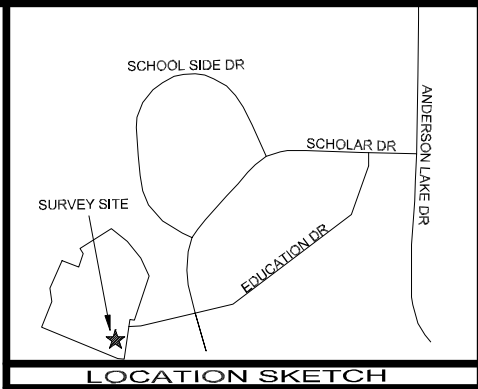 SCHOOL SIDE DR
SCHOLAR DR
ANDERSON LAKE DR
SURVEY SITE
EDUCATION DR
LOCATION SKETCH